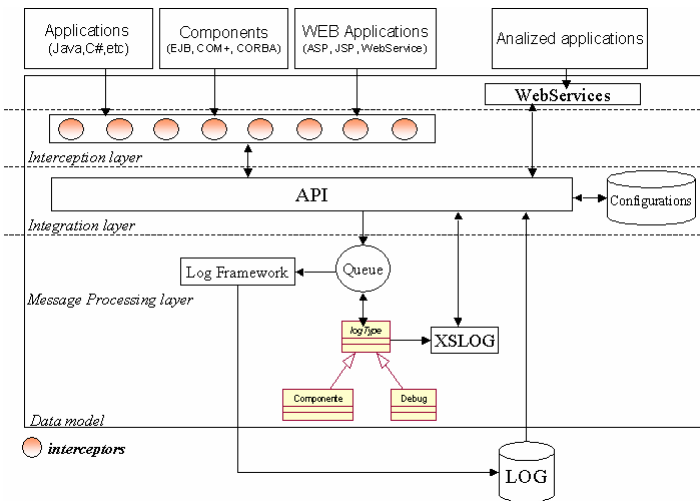 Applications
(Java,C#,etc)
Components
(EJB, COM+, CORBA)
WEB Applications
(ASP, JSP, WebService)
Analized applications
WebServices
Interception layer
API
Configurations
Integration layer
Queue
Log Framework
Message Processing layer
logType
XSLOG
Componente
Debug
Data model
interceptors
LOG